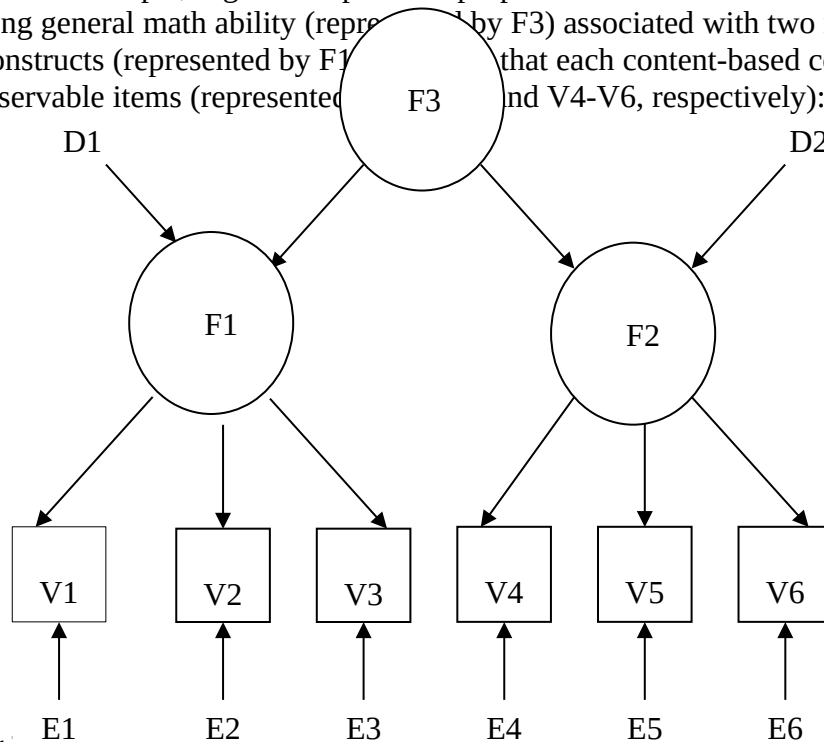 ng general math ability (repre by F3) associated with two
onstructs (represented by F1 that each content-based c
servable items (represented nd V4-V6, respectively):
F3
D1 D2
F1
F2
V1 V2 V3 V4 V5 V6
E1 E2 E3 E4 E5 E6